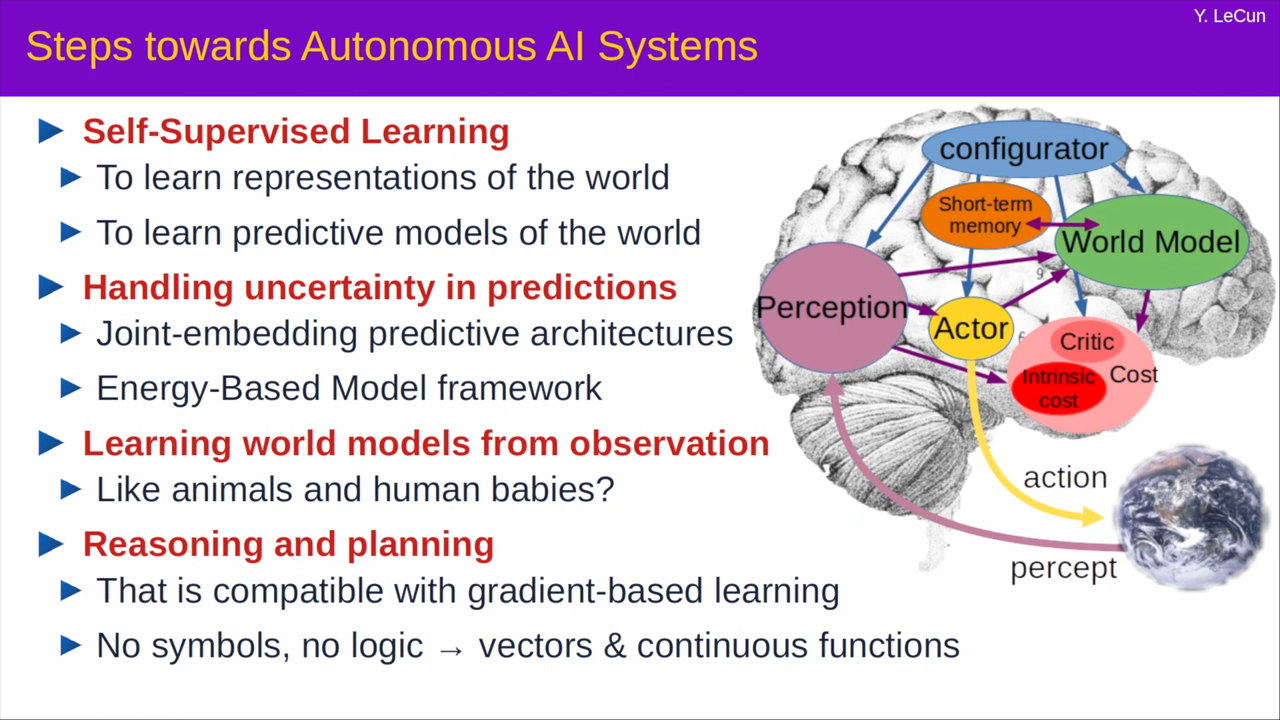 Y. LeCun
Steps towards Autonomous AI Systems
Self-Supervised Learning
To learn representations of the world
To learn predictive models of the world
Handling uncertainty in predictions
Joint-embedding predictive architectures
Energy-Based Model framework
Learning world models from observation
Like animals and human babies?
Reasoning and planning
That is compatible with gradient-based learning
No symbols, no logic → vectors & continuous functions
configurator
Short-term
memory
World Model
9
Perception
Actor
6
Critic
Intrinsic
cost
Cost
action
percept